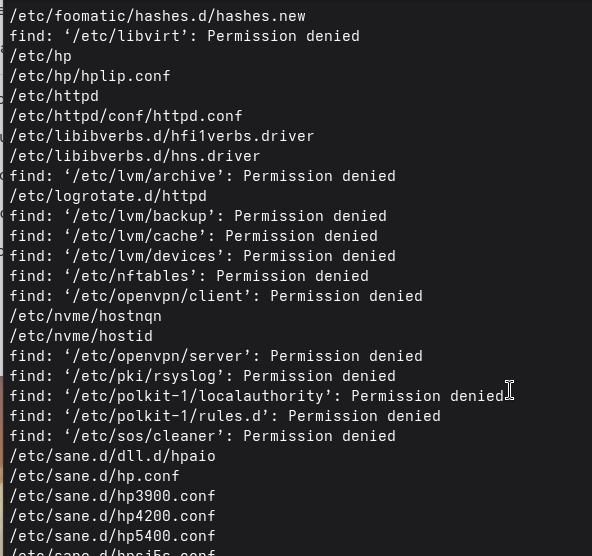 /etc/foomatic/hashes.d/hashes.new
find: ‘/etc/libvirt’: Permission denied
/etc/hp
/etc/hp/hplip.conf
/etc/httpd
/etc/httpd/conf/httpd.conf
/etc/libibverbs.d/hfi1verbs.driver
/etc/libibverbs.d/hns.driver
find: ‘/etc/lvm/archive’: Permission denied
/etc/logrotate.d/httpd
find: ‘/etc/lvm/backup’: Permission denied
find: ‘/etc/lvm/cache’: Permission denied
find: ‘/etc/lvm/devices’: Permission denied
find: ‘/etc/nftables’: Permission denied
find: ‘/etc/openvpn/client’: Permission denied
/etc/nvme/hostnqn
/etc/nvme/hostid
find: ‘/etc/openvpn/server’: Permission denied
find: ‘/etc/pki/rsyslog’: Permission denied
find: ‘/etc/polkit-1/localauthority’: Permission denied
find: ‘/etc/polkit-1/rules.d’: Permission denied
find: ‘/etc/sos/cleaner’: Permission denied
/etc/sane.d/dll.d/hpaio
/etc/sane.d/hp.conf
/etc/sane.d/hp3900.conf
/etc/sane.d/hp4200.conf
/etc/sane.d/hp5400.conf
/etc/sane.d/hpsj5s.conf